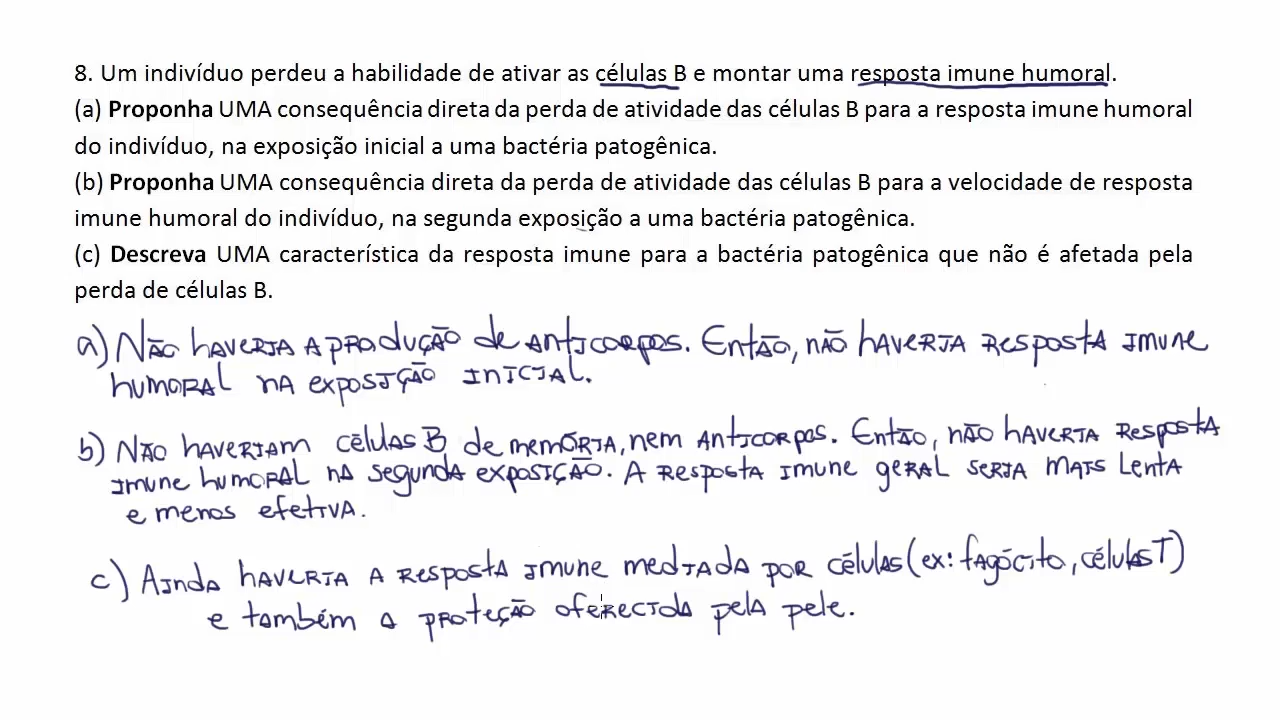 8. Um indivíduo perdeu a habilidade de ativar as células B e montar uma resposta imune humoral.
(a) Proponha UMA consequência direta da perda de atividade das células B para a resposta imune humoral
do indivíduo, na exposição inicial a uma bactéria patogênica.
(b) Proponha UMA consequência direta da perda de atividade das células B para a velocidade de resposta
imune humoral do indivíduo, na segunda exposição a uma bactéria patogênica.
(c) Descreva UMA característica da resposta imune para a bactéria patogênica que não é afetada pela
perda de células B.
a) Não haveria a produção de anticorpos. Então, não haveria resposta imune
humoral na exposição inicial.
b) Não haveriam células B de memória, nem anticorpos. Então, não haveria resposta
imune humoral na segunda exposição. A resposta imune geral seria mais lenta
e menos efetiva.
c) Ainda haveria a resposta imune mediada por células (ex: fagócito, células T)
e também a proteção oferecida pela pele.